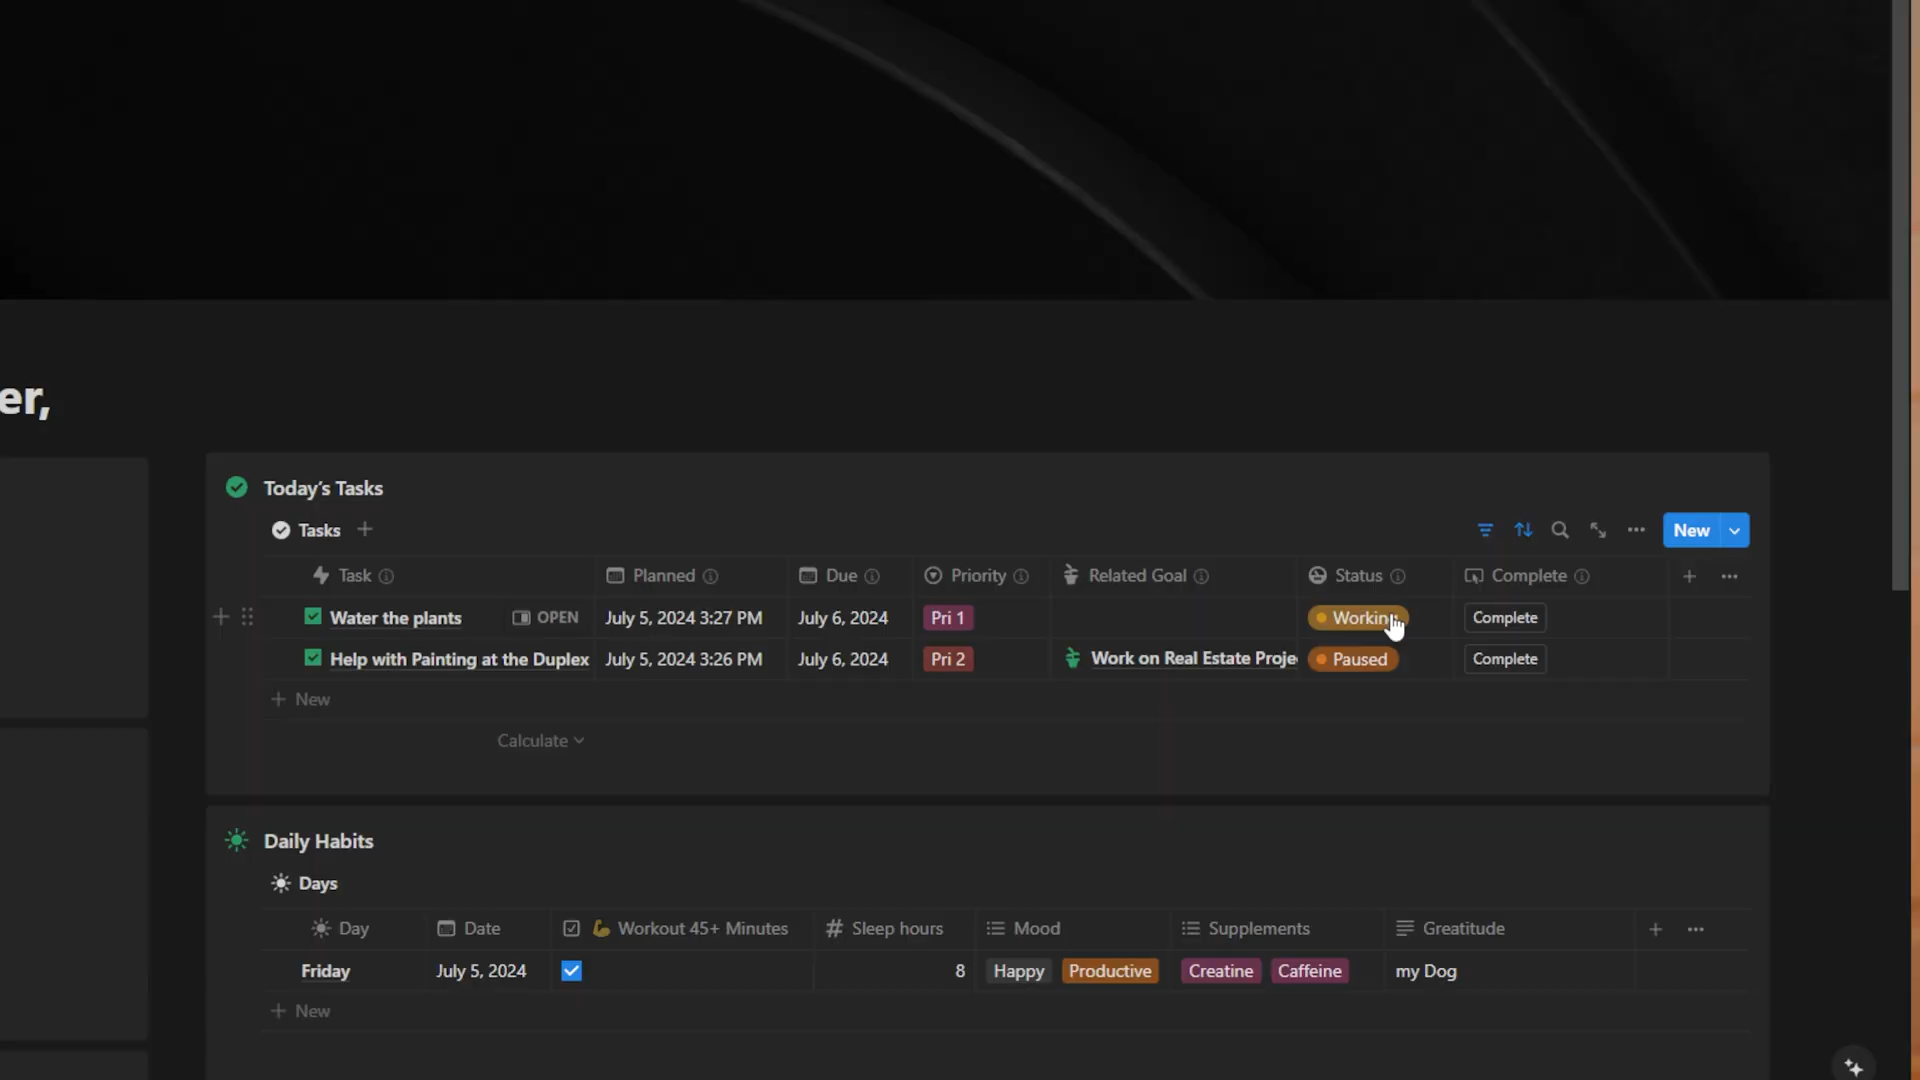 er,
Today's Tasks
Tasks
New
Task Planned Due Priority Related Goal Status Complete
Water the plants OPEN July 5, 2024 3:27 PM July 6, 2024 Pri 1 Working Complete
Help with Painting at the Duplex July 5, 2024 3:26 PM July 6, 2024 Pri 2 Work on Real Estate Proje Paused Complete
+ New
Calculate
Daily Habits
Days
Day Date 💪 Workout 45+ Minutes # Sleep hours Mood Supplements Greatitude
Friday July 5, 2024 8 Happy Productive Creatine Caffeine my Dog
+ New